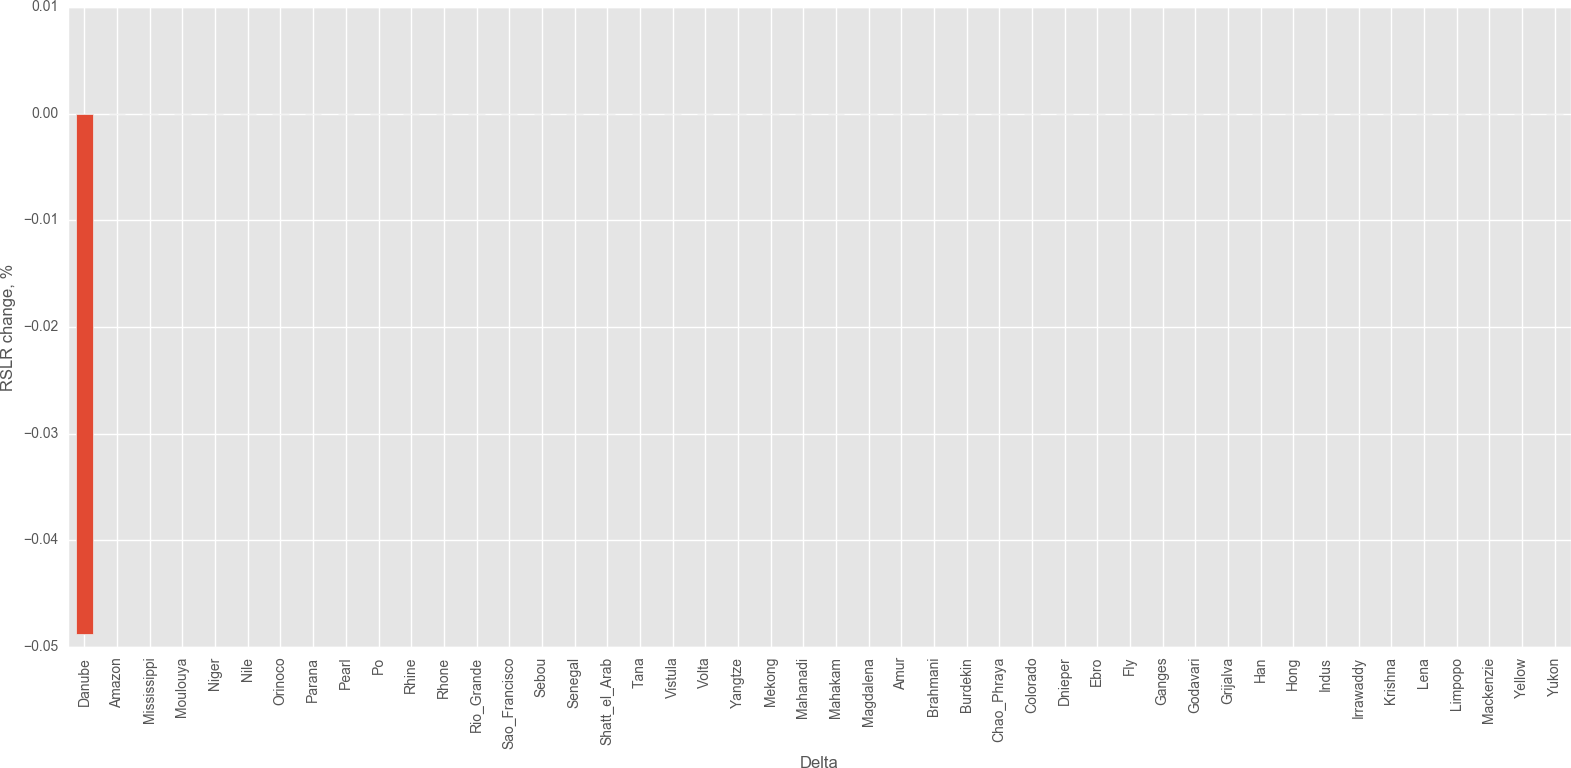 0.01
0.00
−0.01
−0.02
−0.03
−0.04
−0.05
RSLR change, %
Danube
Amazon
Mississippi
Moulouya
Niger
Nile
Orinoco
Parana
Pearl
Po
Rhine
Rhone
Rio_Grande
Sao_Francisco
Sebou
Senegal
Shatt_el_Arab
Tana
Vistula
Volta
Yangtze
Mekong
Mahanadi
Mahakam
Magdalena
Amur
Brahmani
Burdekin
Chao_Phraya
Colorado
Dnieper
Ebro
Fly
Ganges
Godavari
Grijalva
Han
Hong
Indus
Irrawaddy
Krishna
Lena
Limpopo
Mackenzie
Yellow
Yukon
Delta